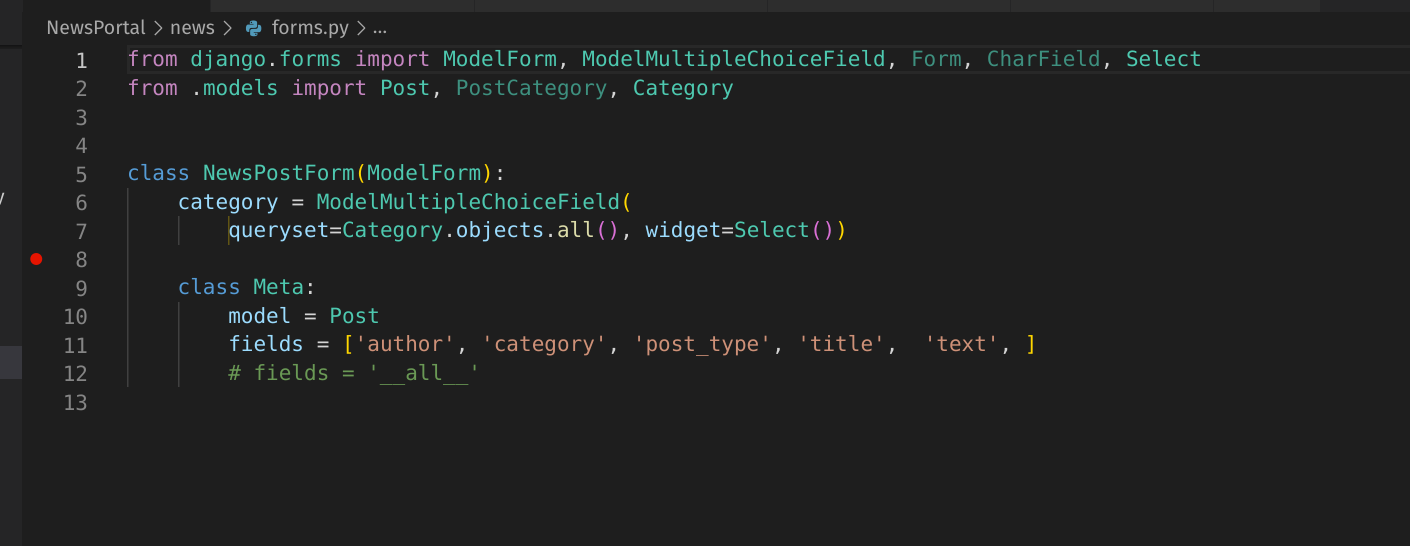 NewsPortal > news > forms.py > ...
1 from django.forms import ModelForm, ModelMultipleChoiceField, Form, CharField, Select
2 from .models import Post, PostCategory, Category
3
4
5 class NewsPostForm(ModelForm):
6     category = ModelMultipleChoiceField(
7         queryset=Category.objects.all(), widget=Select())
8
9     class Meta:
10         model = Post
11         fields = ['author', 'category', 'post_type', 'title',  'text', ]
12         # fields = '__all__'
13